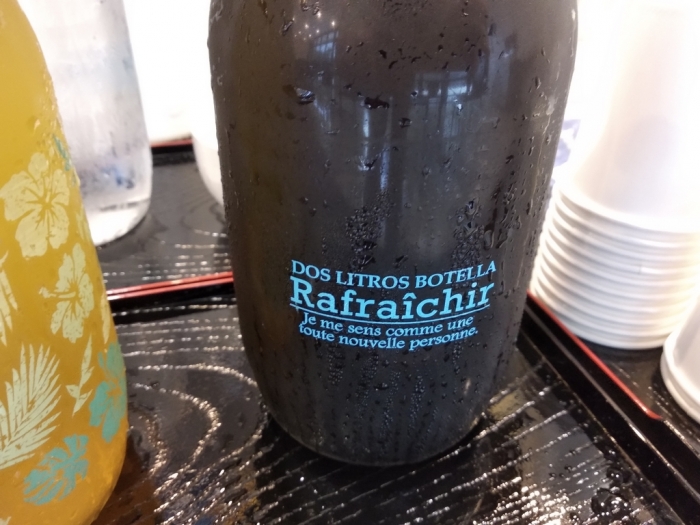 DOS LITROS BOTELLA
Rafraîchir
Je me sens comme une
toute nouvelle personne.